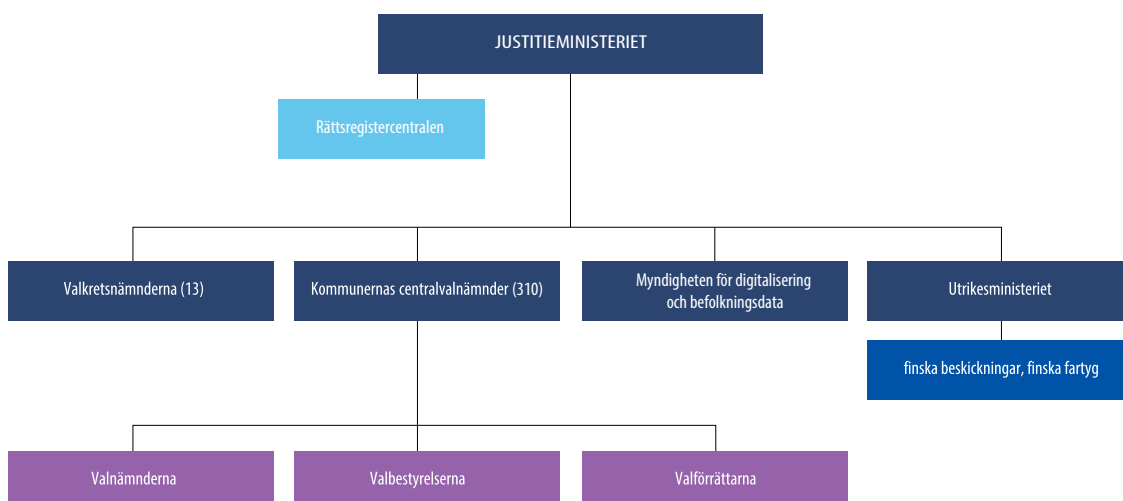 JUSTITIEMINISTERIET
Rättsregistercentralen
Valkretsnämnderna (13)
Kommunernas centralvalnämnder (310)
Myndigheten för digitalisering
och befolkningsdata
Utrikesministeriet
finska beskickningar, finska fartyg
Valnämnderna
Valbestyrelserna
Valförrättarna